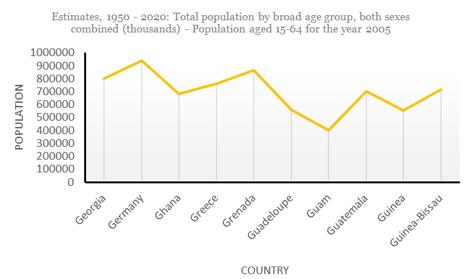 Estimates, 1950 - 2020: Total population by broad age group, both sexes
combined (thousands) - Population aged 15-64 for the year 2005
POPULATION
1000000
900000
800000
700000
600000
500000
400000
300000
200000
100000
0
Georgia
Germany
Ghana
Greece
Grenada
Guadeloupe
Guam
Guatemala
Guinea
Guinea-Bissau
COUNTRY